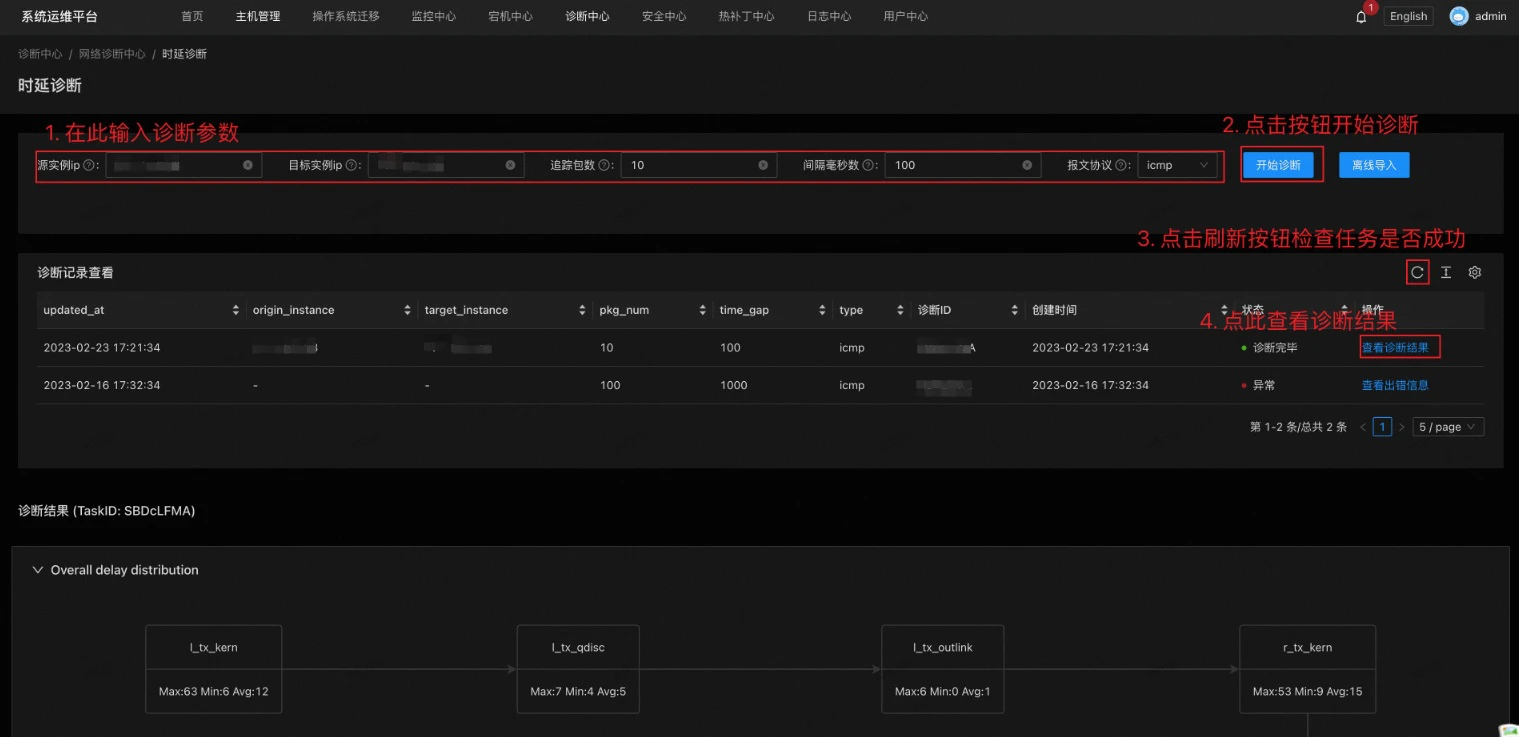 系统运维平台 首页 主机管理 操作系统迁移 监控中心 宕机中心 诊断中心 安全中心 热补丁中心 日志中心 用户中心 1 English admin
诊断中心 / 网络诊断中心 / 时延诊断
时延诊断
1. 在此输入诊断参数
2. 点击按钮开始诊断
源实例ip : 目标实例ip : 追踪包数 : 10 间隔毫秒数 : 100 报文协议 : icmp 开始诊断 离线导入
3. 点击刷新按钮检查任务是否成功
诊断记录查看
updated_at origin_instance target_instance pkg_num time_gap type 诊断ID 创建时间 状态 操作
4. 点此查看诊断结果
2023-02-23 17:21:34 10 100 icmp 2023-02-23 17:21:34 诊断完毕 查看诊断结果
2023-02-16 17:32:34 - - 100 1000 icmp 2023-02-16 17:32:34 异常 查看出错信息
第 1-2 条/总共 2 条 < 1 > 5 / page
诊断结果 (TaskID: SBDcLFMA)
Overall delay distribution
l_tx_kern l_tx_qdisc l_tx_outlink r_tx_kern
Max:63 Min:6 Avg:12 Max:7 Min:4 Avg:5 Max:6 Min:0 Avg:1 Max:53 Min:9 Avg:15